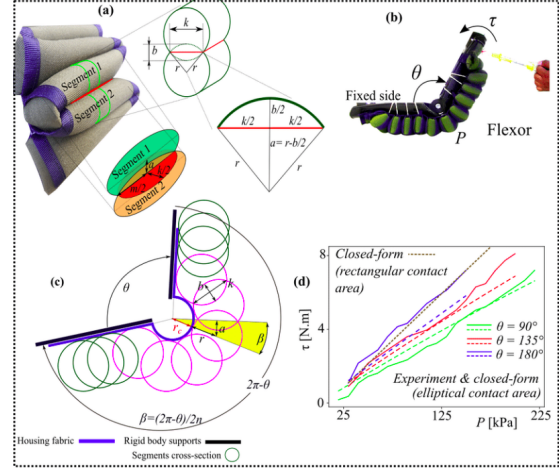 (a)
Segment 1
Segment 2
k
b
r
r
b/2
k/2
k/2
a= r-b/2
r
r
Segment 1
Segment 2
(b)
τ
θ
Fixed side
P
Flexor
(c)
θ
b
k
r
a
β
2π-θ
β=(2π-θ)/2n
Housing fabric
Rigid body supports
Segments cross-section
(d)
Closed-form
(rectangular contact
area)
θ = 90°
θ = 135°
θ = 180°
Experiment & closed-form
(elliptical contact area)
τ [N.m]
8
4
0
25
125
225
P [kPa]